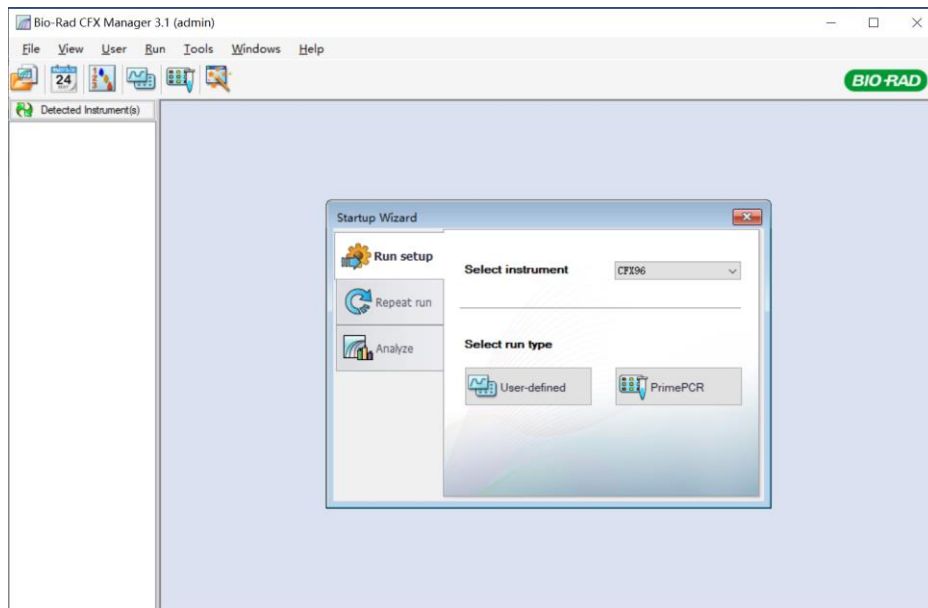 Bio-Rad CFX Manager 3.1 (admin)
File View User Run Tools Windows Help
24
BIO-RAD
Detected Instrument(s)
Startup Wizard
Run setup
Select instrument
CFX96
Repeat run
Analyze
Select run type
User-defined
PrimePCR